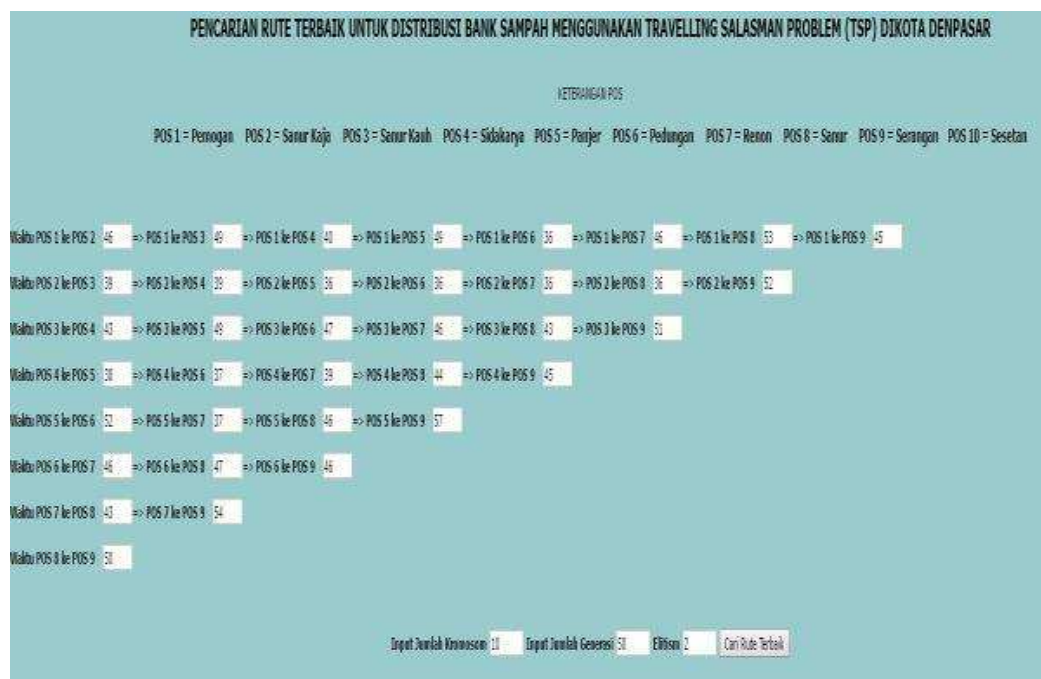 PENCARIAN RUTE TERBAIK UNTUK DISTRIBUSI BANK SAMPAH MENGGUNAKAN TRAVELLING SALASMAN PROBLEM (TSP) DIKOTA DENPASAR
KETERANGAN POS
POS 1 = Pemogan POS 2 = Sanur Kaja POS 3 = Sanur Kauh POS 4 = Sidakarya POS 5 = Panjer POS 6 = Pedungan POS 7 = Renon POS 8 = Sanur POS 9 = Serangan POS 10 = Sesetan
Waktu POS 1 ke POS 2 46 => POS 1 ke POS 3 49 => POS 1 ke POS 4 40 => POS 1 ke POS 5 49 => POS 1 ke POS 6 36 => POS 1 ke POS 7 46 => POS 1 ke POS 8 53 => POS 1 ke POS 9 45
Waktu POS 2 ke POS 3 39 => POS 2 ke POS 4 39 => POS 2 ke POS 5 36 => POS 2 ke POS 6 36 => POS 2 ke POS 7 36 => POS 2 ke POS 8 36 => POS 2 ke POS 9 52
Waktu POS 3 ke POS 4 43 => POS 3 ke POS 5 49 => POS 3 ke POS 6 47 => POS 3 ke POS 7 46 => POS 3 ke POS 8 43 => POS 3 ke POS 9 51
Waktu POS 4 ke POS 5 => POS 4 ke POS 6 37 => POS 4 ke POS 7 39 => POS 4 ke POS 8 44 => POS 4 ke POS 9 45
Waktu POS 5 ke POS 6 52 => POS 5 ke POS 7 37 => POS 5 ke POS 8 46 => POS 5 ke POS 9 57
Waktu POS 6 ke POS 7 46 => POS 6 ke POS 8 47 => POS 6 ke POS 9 46
Waktu POS 7 ke POS 8 43 => POS 7 ke POS 9 54
Waktu POS 8 ke POS 9
Input Jumlah Kromosom 10 Input Jumlah Generasi 50 Elitism 2 Cari Rute Terbaik